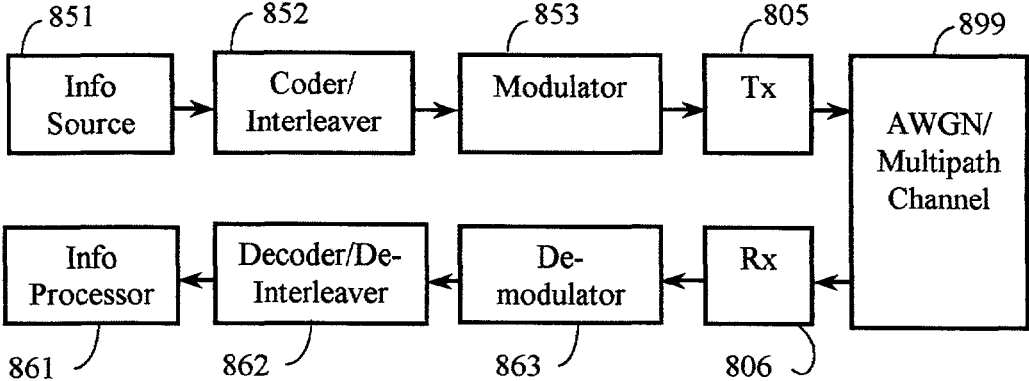 851
852
853
805
899
Info
Source
Coder/
Interleaver
Modulator
Tx
AWGN/
Multipath
Channel
Info
Processor
Decoder/De-
Interleaver
De-
modulator
Rx
861
862
863
806